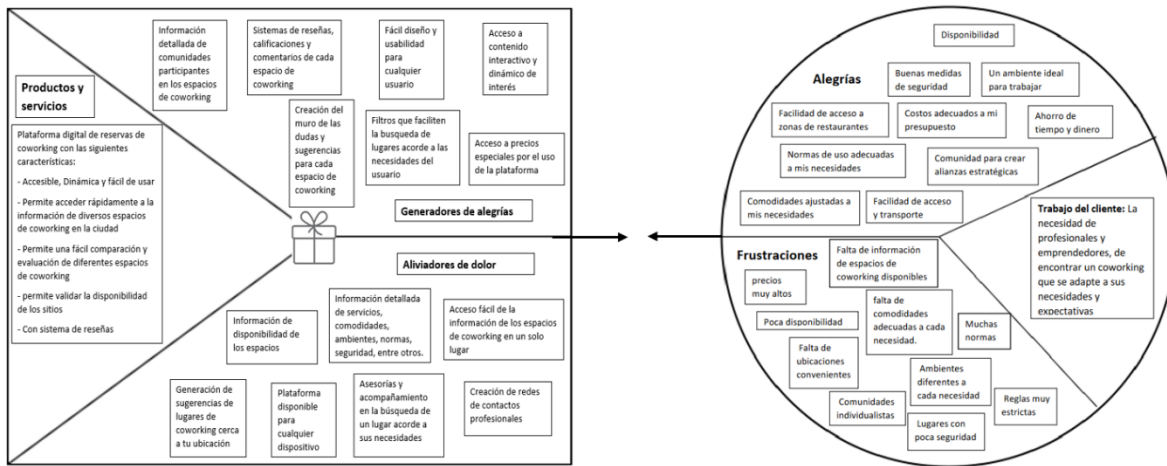 Información
detallada de
comunidades
participantes
en los espacios
de coworking
Sistemas de reseñas,
calificaciones y
comentarios de cada
espacio de
coworking
Fácil diseño y
usabilidad
para
cualquier
usuario
Acceso a
contenido
interactivo y
dinámico de
interés
Productos y
servicios
Creación del
muro de las
dudas y
sugerencias
para cada
espacio de
coworking
Filtros que faciliten
la busqueda de
lugares acorde a las
necesidades del
usuario
Acceso a precios
especiales por el uso
de la plataforma
Plataforma digital de reservas de
coworking con las siguientes
características:
- Accesible, Dinámica y fácil de usar
- Permite acceder rápidamente a la
información de diversos espacios
de coworking en la ciudad
- Permite una fácil comparación y
evaluación de diferentes espacios
de coworking
- permite validar la disponibilidad
de los sitios
- Con sistema de reseñas
Generadores de alegrías
Aliviadores de dolor
Información de
disponibilidad de
los espacios
Información detallada
de servicios,
comodidades,
ambientes, normas,
seguridad, entre otros.
Acceso fácil de la
información de los espacios
de coworking en un solo
lugar
Generación de
sugerencias de
lugares de
coworking cerca
a tu ubicación
Plataforma
disponible
para
cualquier
dispositivo
Asesorías y
acompañamiento
en la búsqueda de
un lugar acorde a
sus necesidades
Creación de redes
de contactos
profesionales
Disponibilidad
Alegrías
Buenas medidas
de seguridad
Un ambiente ideal
para trabajar
Facilidad de acceso a
zonas de restaurantes
Costos adecuados a mi
presupuesto
Ahorro de
tiempo y dinero
Normas de uso adecuadas
a mis necesidades
Comunidad para crear
alianzas estratégicas
Comodidades ajustadas a
mis necesidades
Facilidad de acceso
y transporte
Trabajo del cliente: La
necesidad de
profesionales y
emprendedores, de
encontrar un coworking
que se adapte a sus
necesidades y
expectativas
Frustraciones
Falta de información
de espacios de
coworking disponibles
precios
muy altos
falta de
comodidades
adecuadas a cada
necesidad.
Poca disponibilidad
Muchas
normas
Falta de
ubicaciones
convenientes
Ambientes
diferentes a
cada necesidad
Comunidades
individualistas
Reglas muy
estrictas
Lugares con
poca seguridad